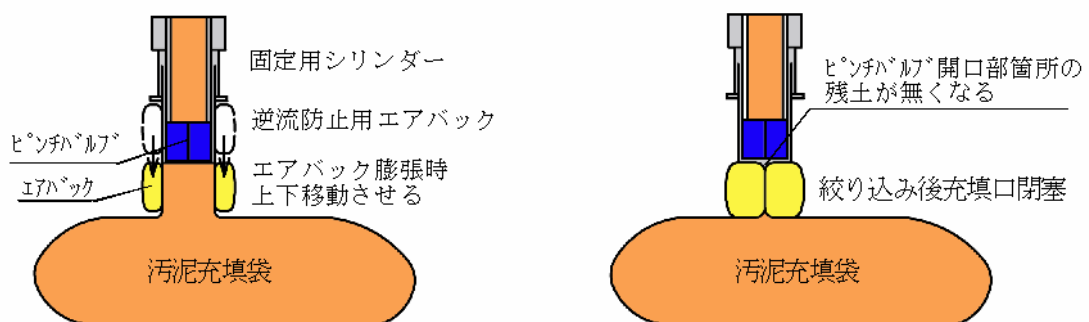 固定用シリンダー
逆流防止用エアバック
ﾋﾟﾝﾁﾊﾞﾙﾌﾞ
エアバック膨張時
上下移動させる
ｴｱﾊﾞｯｸ
汚泥充填袋
ﾋﾟﾝﾁﾊﾞﾙﾌﾞ開口部箇所の
残土が無くなる
絞り込み後充填口閉塞
汚泥充填袋